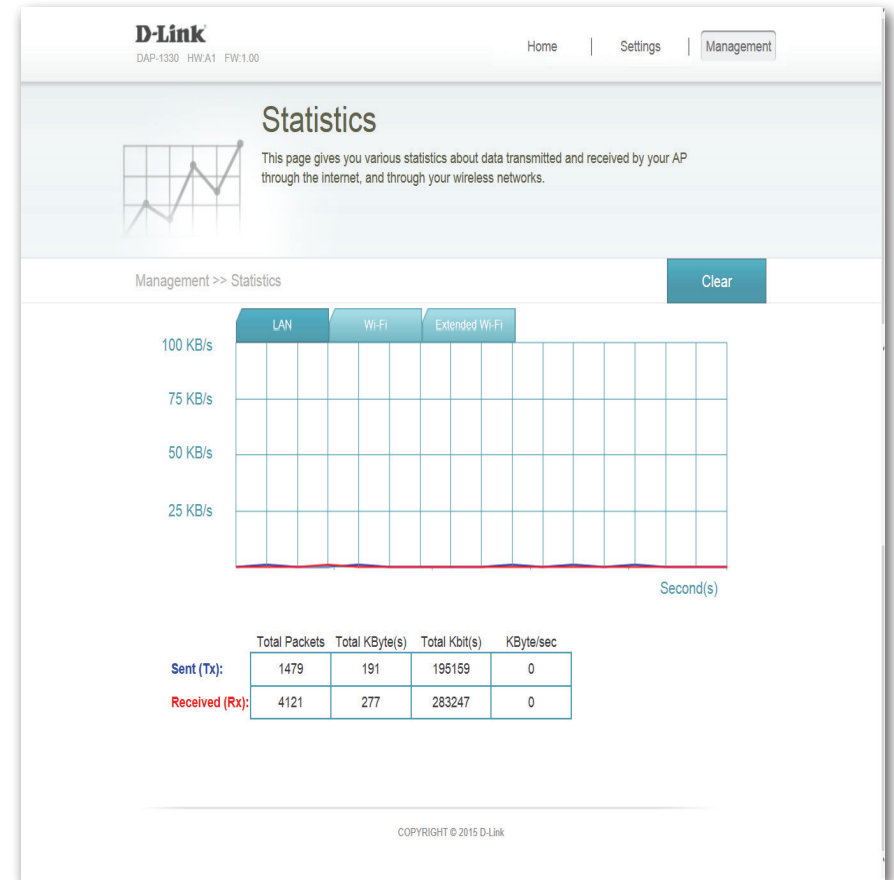 D-Link
DAP-1330 HW:A1 FW:1.00
Home | Settings | Management
Statistics
This page gives you various statistics about data transmitted and received by your AP
through the internet, and through your wireless networks.
Management >> Statistics
Clear
LAN Wi-Fi Extended Wi-Fi
100 KB/s
75 KB/s
50 KB/s
25 KB/s
Second(s)
Total Packets Total KByte(s) Total Kbit(s) KByte/sec
Sent (Tx): 1479 191 195159 0
Received (Rx): 4121 277 283247 0
COPYRIGHT © 2015 D-Link